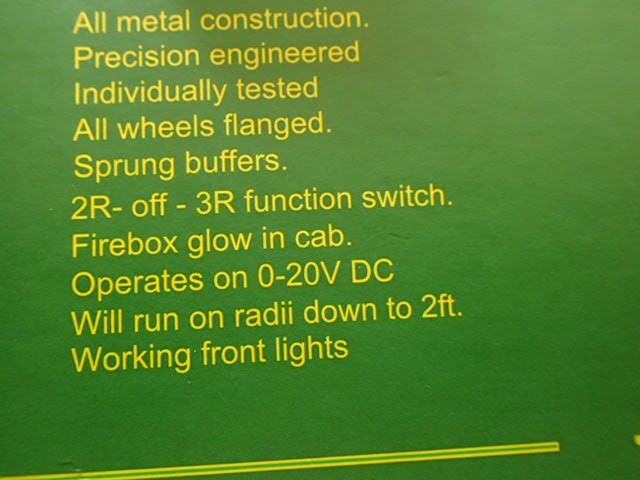 All metal construction.
Precision engineered
Individually tested
All wheels flanged.
Sprung buffers.
2R- off - 3R function switch.
Firebox glow in cab.
Operates on 0-20V DC
Will run on radii down to 2ft.
Working front lights